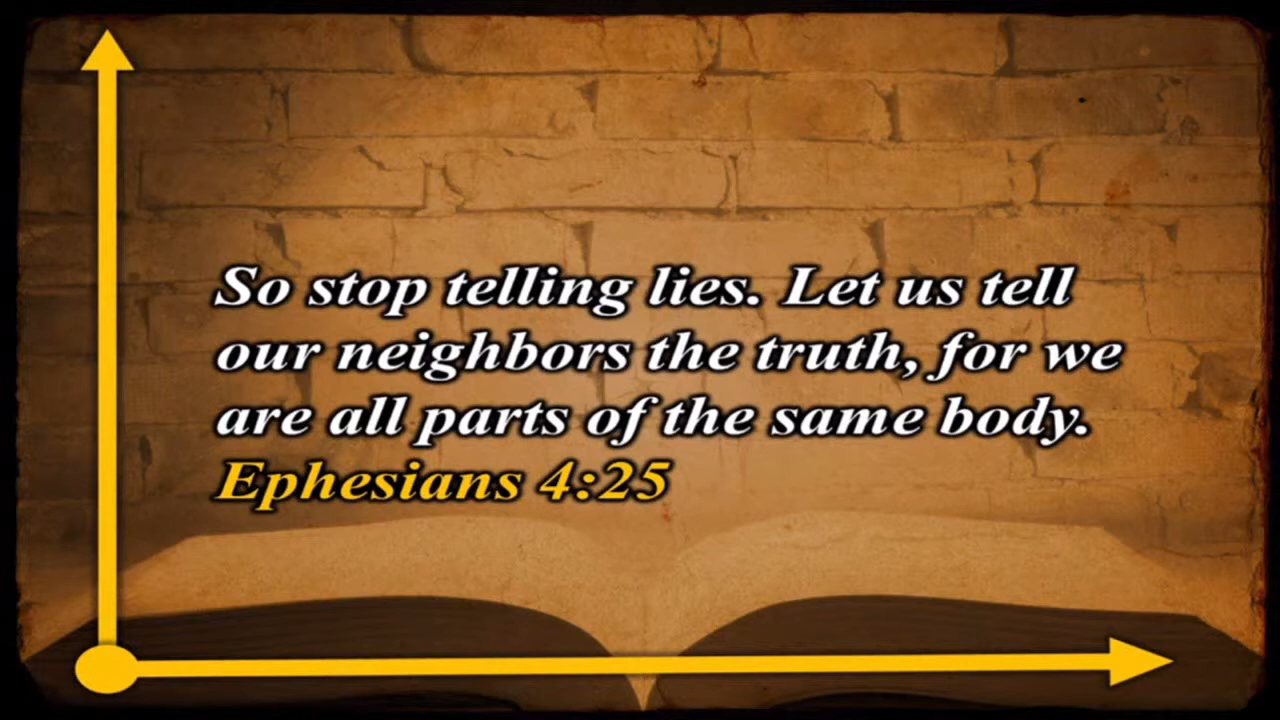 So stop telling lies. Let us tell
our neighbors the truth, for we
are all parts of the same body.
Ephesians 4:25